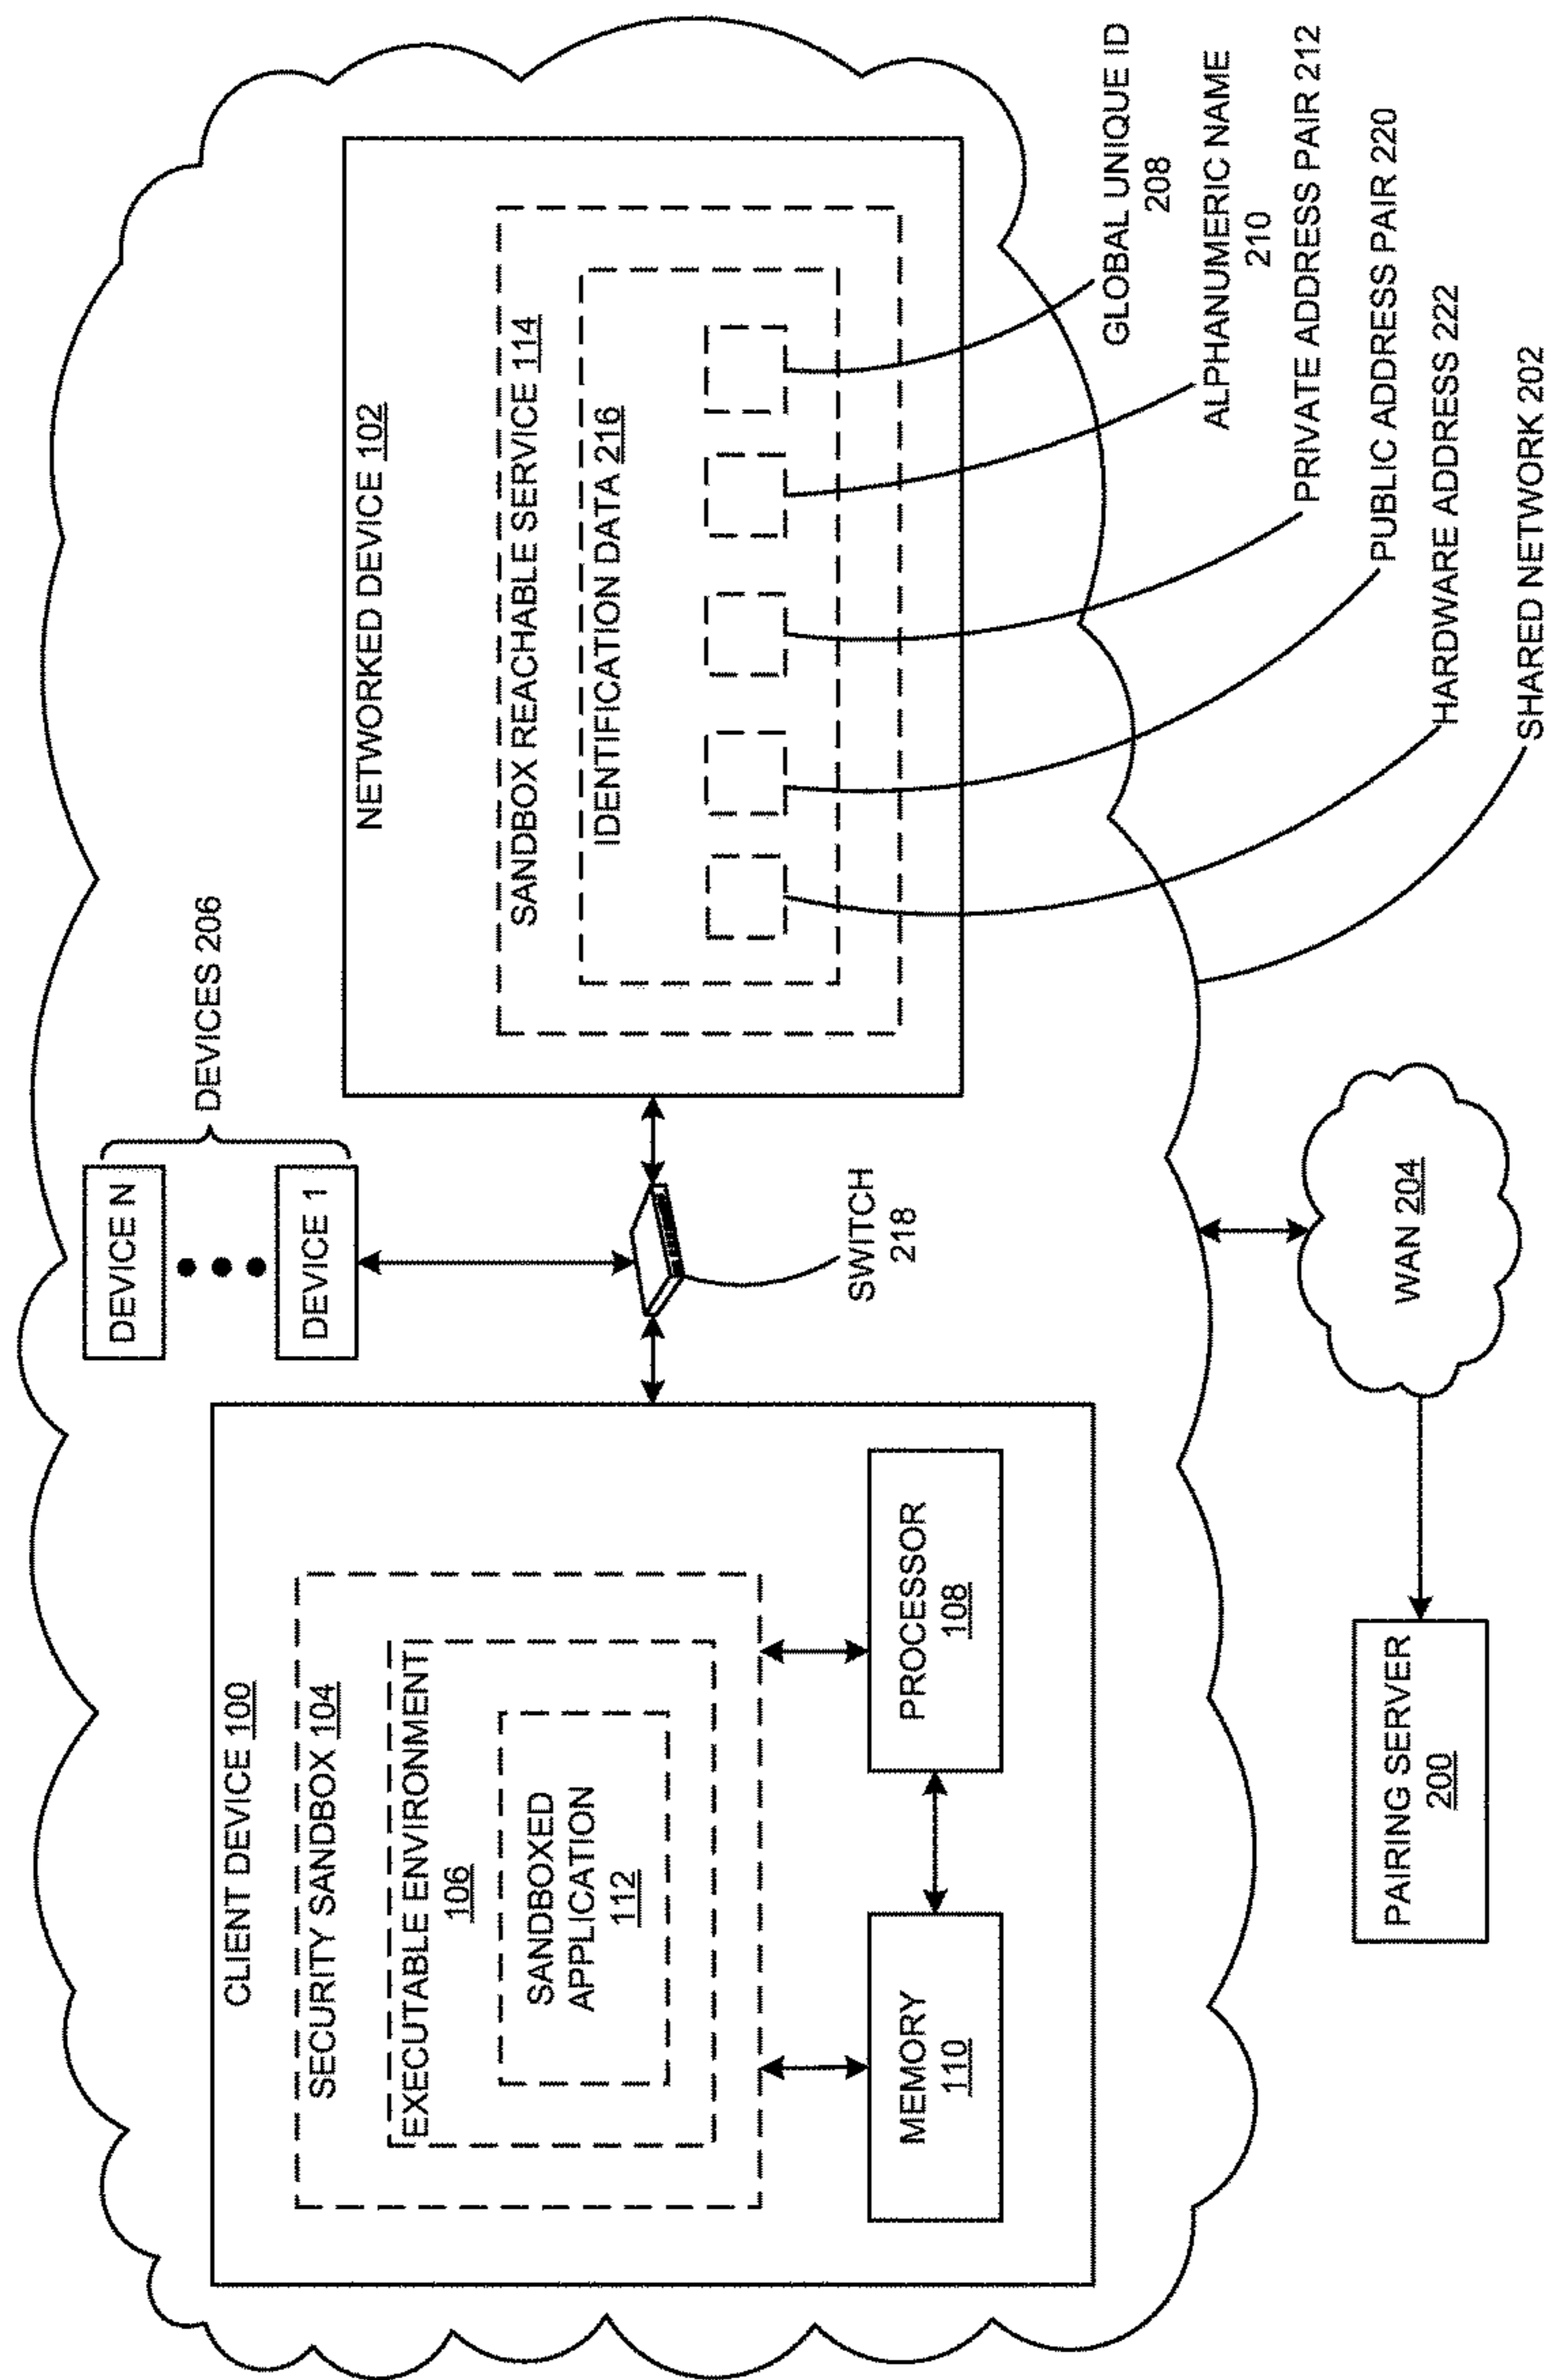 DEVICE N
DEVICE 1
DEVICES 206
CLIENT DEVICE 100
SECURITY SANDBOX 104
EXECUTABLE ENVIRONMENT
106
SANDBOXED
APPLICATION
112
MEMORY
110
PROCESSOR
108
SWITCH
218
NETWORKED DEVICE 102
SANDBOX REACHABLE SERVICE 114
IDENTIFICATION DATA 216
GLOBAL UNIQUE ID
208
ALPHANUMERIC NAME
210
PRIVATE ADDRESS PAIR 212
PUBLIC ADDRESS PAIR 220
HARDWARE ADDRESS 222
SHARED NETWORK 202
WAN 204
PAIRING SERVER
200